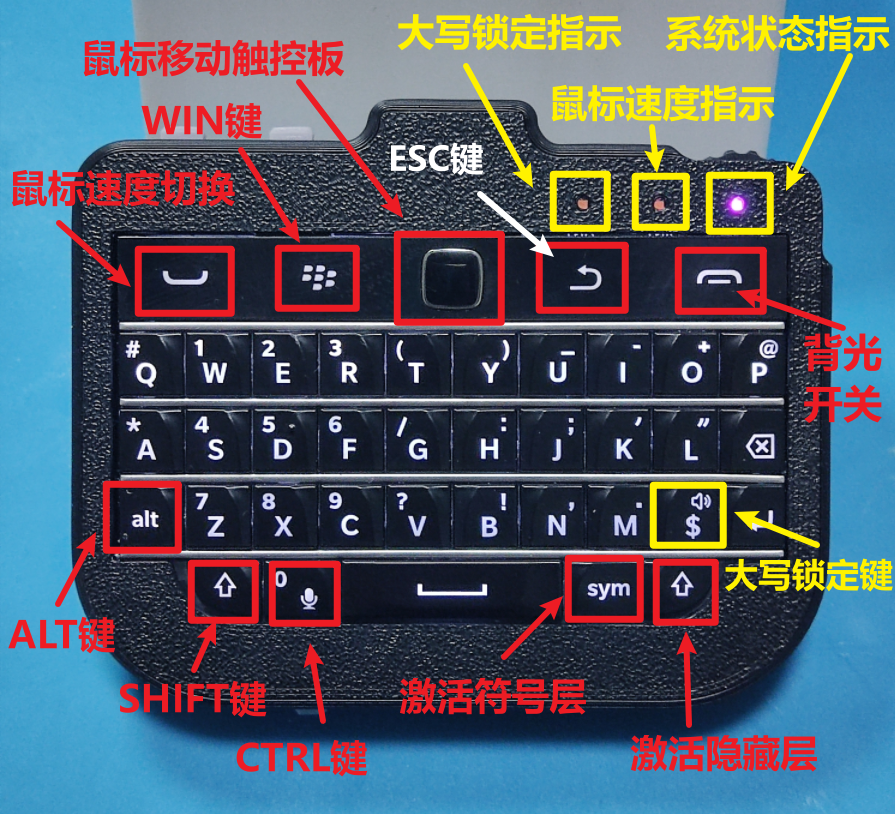 大写锁定指示
系统状态指示
鼠标移动触控板
鼠标速度指示
WIN键
ESC键
鼠标速度切换
# Q 1 W 2 E 3 R ( T ) Y _ U - I + O @ P
背光
开关
* A 4 S 5 D 6 F / G : H ; J ' K " L
alt 7 Z 8 X 9 C ? V ! B , N . M $
大写锁定键
0 sym
ALT键
SHIFT键
激活符号层
CTRL键
激活隐藏层